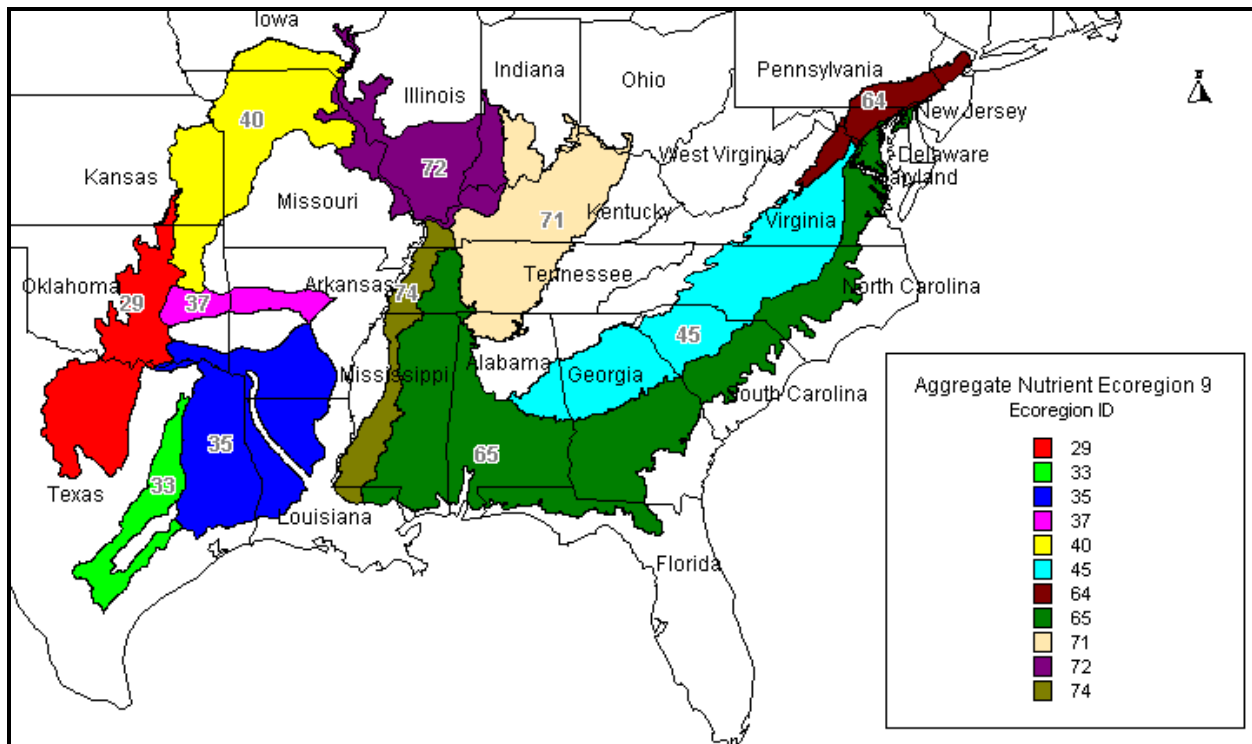 Iowa
Illinois
Indiana
Ohio
Pennsylvania
64
New Jersey
40
West Virginia
Delaware
Maryland
Kansas
72
Missouri
71
Kentucky
Virginia
Oklahoma
29
37
Arkansas
74
Tennessee
North Carolina
45
Mississippi
Alabama
Georgia
South Carolina
35
65
33
Texas
Louisiana
Florida
Aggregate Nutrient Ecoregion 9
Ecoregion ID
29
33
35
37
40
45
64
65
71
72
74